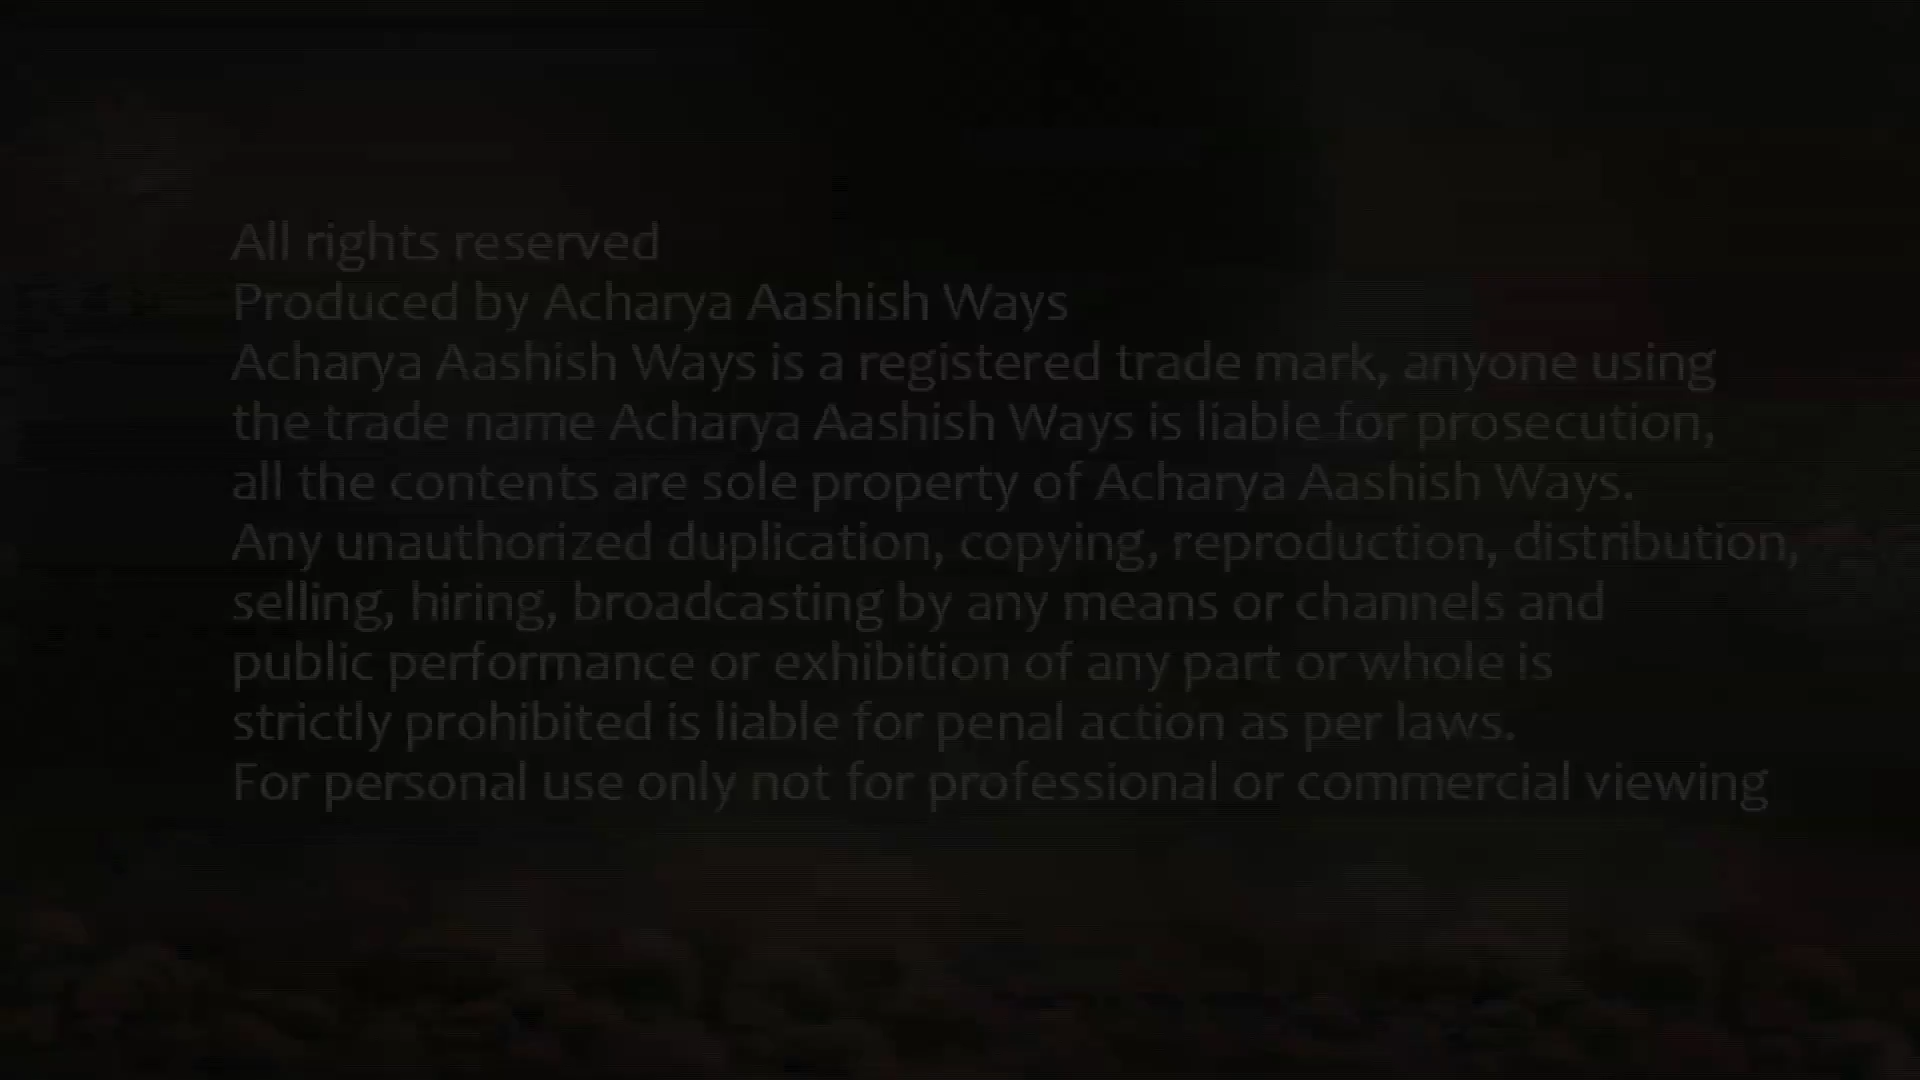 All rights reserved
Produced by Acharya Aashish Ways
Acharya Aashish Ways is a registered trade mark, anyone using
the trade name Acharya Aashish Ways is liable for prosecution,
all the contents are sole property of Acharya Aashish Ways.
Any unauthorized duplication, copying, reproduction, distribution,
selling, hiring, broadcasting by any means or channels and
public performance or exhibition of any part or whole is
strictly prohibited is liable for penal action as per laws.
For personal use only not for professional or commercial viewing